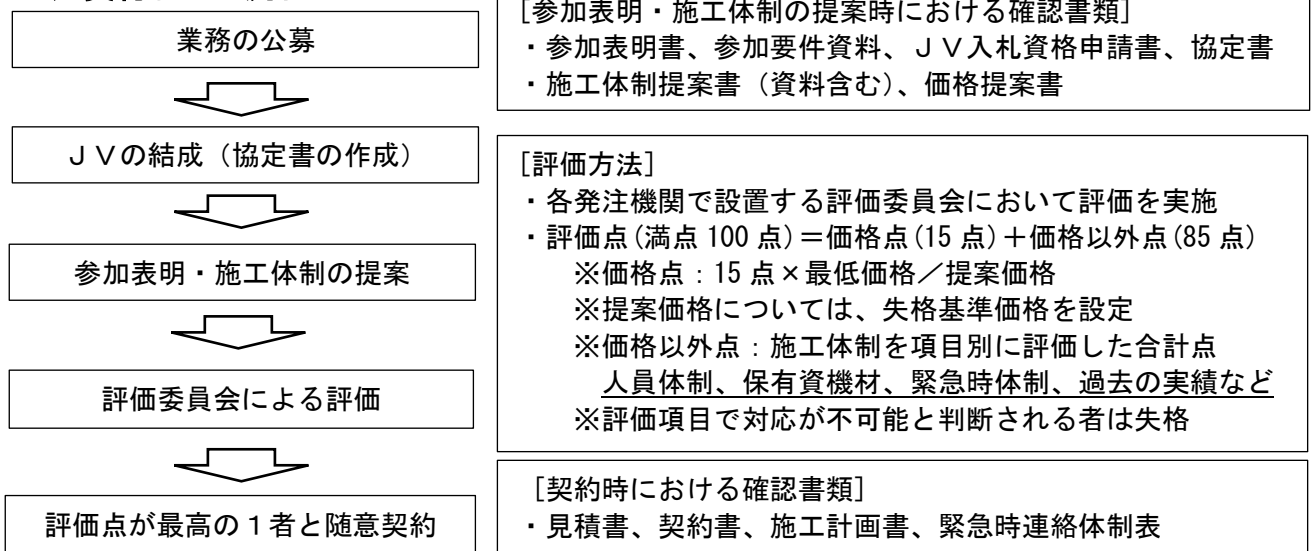 業務の公募
ＪＶの結成（協定書の作成）
参加表明・施工体制の提案
評価委員会による評価
評価点が最高の１者と随意契約
[参加表明・施工体制の提案時における確認書類]
・参加表明書、参加要件資料、ＪＶ入札資格申請書、協定書
・施工体制提案書（資料含む）、価格提案書
[評価方法]
・各発注機関で設置する評価委員会において評価を実施
・評価点(満点 100 点)＝価格点(15 点)＋価格以外点(85 点)
※価格点：15 点×最低価格／提案価格
※提案価格については、失格基準価格を設定
※価格以外点：施工体制を項目別に評価した合計点
人員体制、保有資機材、緊急時体制、過去の実績など
※評価項目で対応が不可能と判断される者は失格
[契約時における確認書類]
・見積書、契約書、施工計画書、緊急時連絡体制表